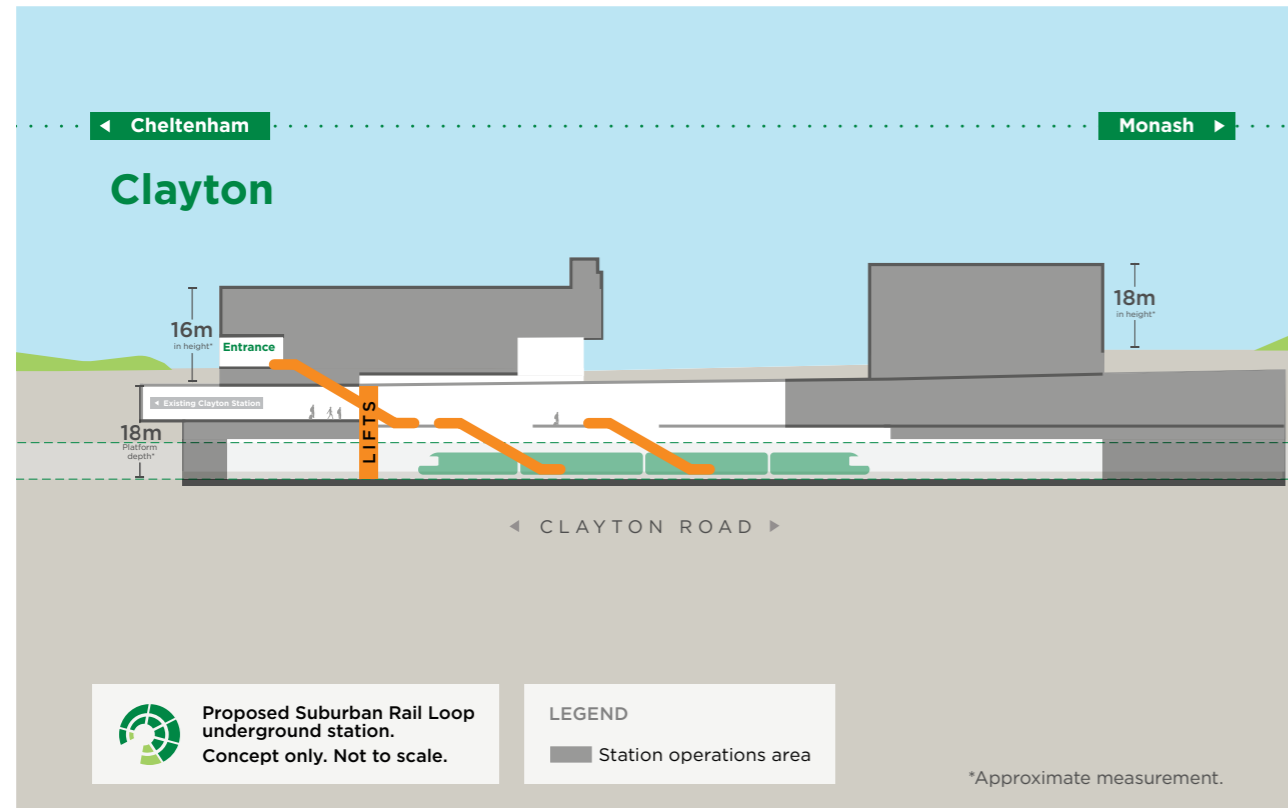 ◄ Cheltenham
Monash ►
Clayton
16m
in height*
Entrance
18m
in height*
◄ Existing Clayton Station
LIFTS
18m
Platform
depth*
◄ CLAYTON ROAD ►
Proposed Suburban Rail Loop
underground station.
Concept only. Not to scale.
LEGEND
Station operations area
*Approximate measurement.